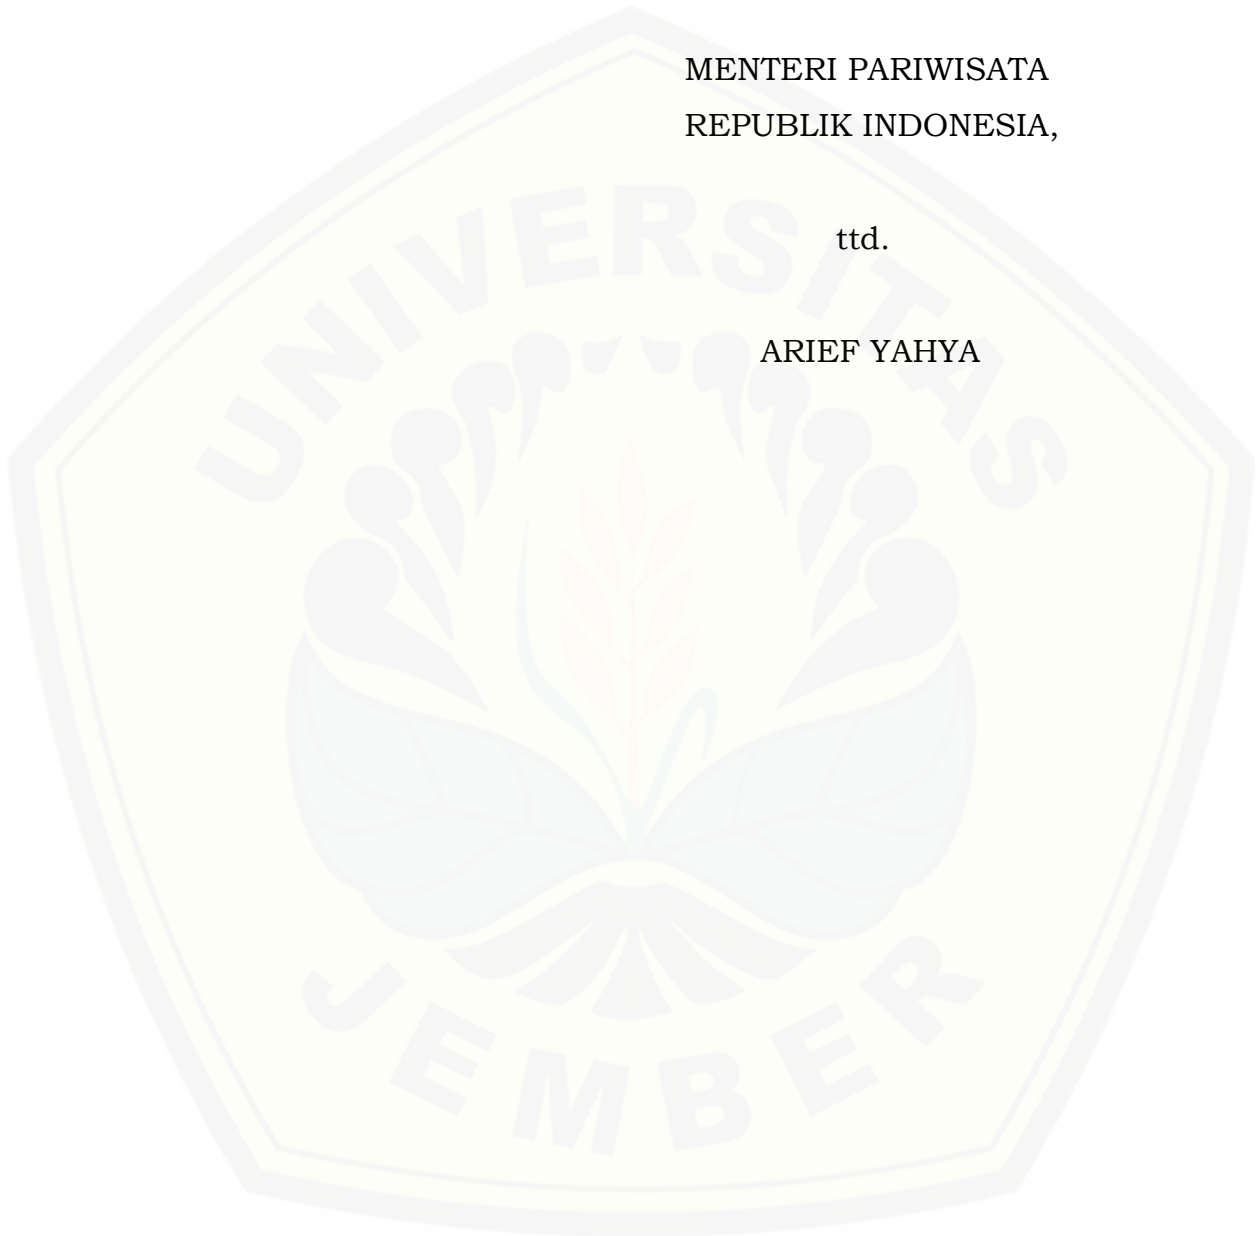 MENTERI PARIWISATA
REPUBLIK INDONESIA,
ttd.
ARIEF YAHYA
UNIVERSITAS
JEMBER